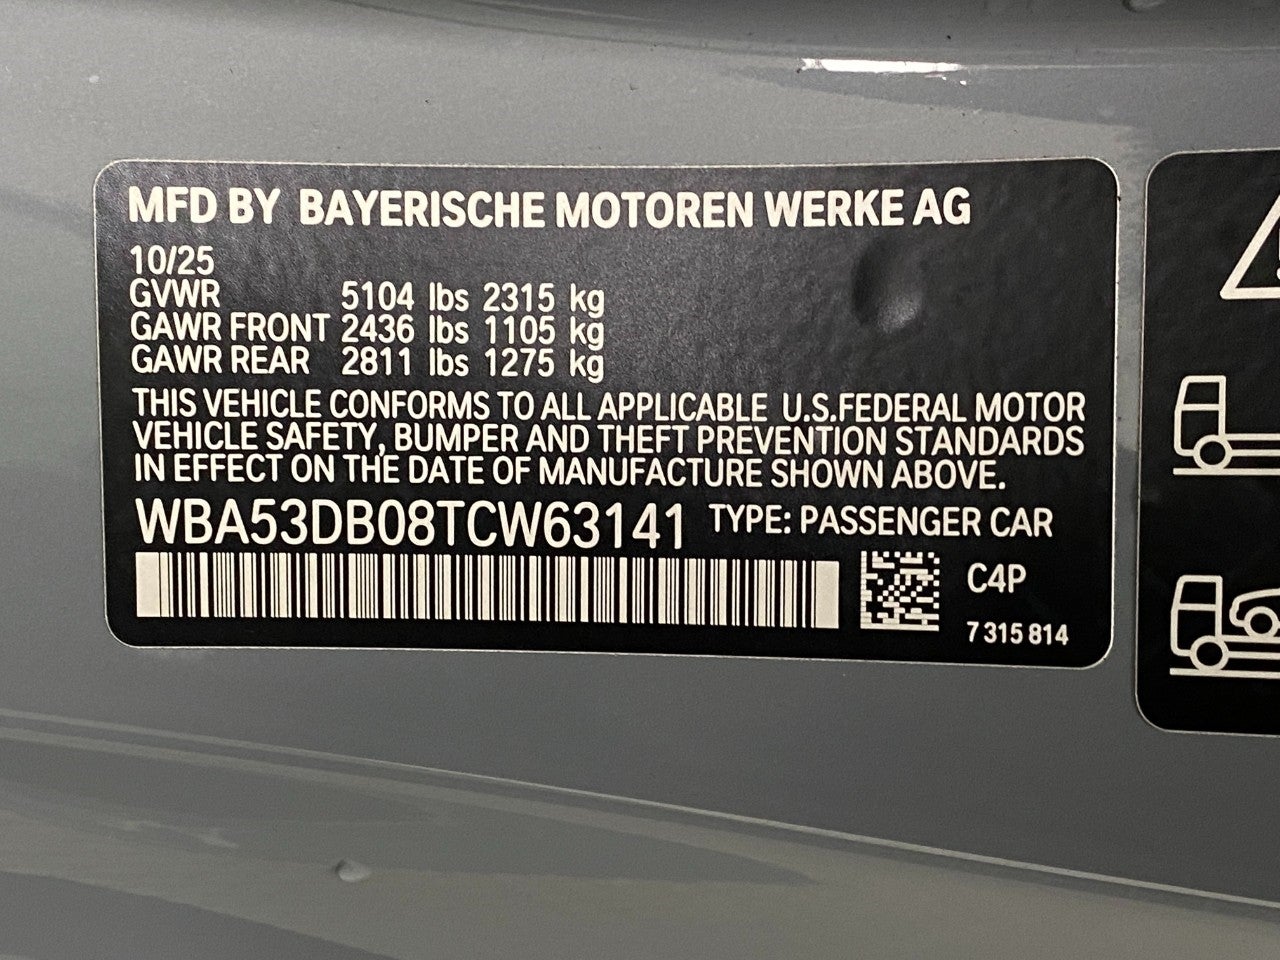 MFD BY BAYERISCHE MOTOREN WERKE AG
10/25
GVWR 5104 lbs 2315 kg
GAWR FRONT 2436 lbs 1105 kg
GAWR REAR 2811 lbs 1275 kg
THIS VEHICLE CONFORMS TO ALL APPLICABLE U.S.FEDERAL MOTOR
VEHICLE SAFETY, BUMPER AND THEFT PREVENTION STANDARDS
IN EFFECT ON THE DATE OF MANUFACTURE SHOWN ABOVE.
WBA53DB08TCW63141 TYPE: PASSENGER CAR
C4P
7 315 814